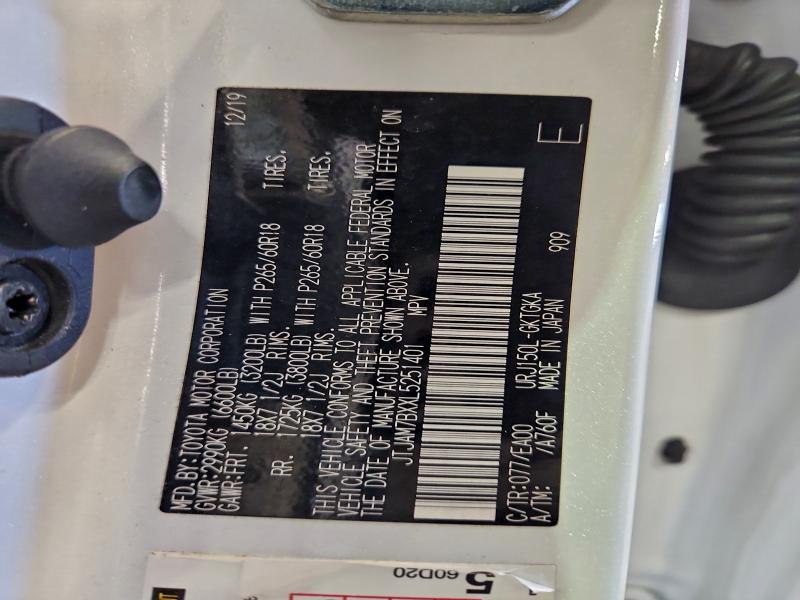 MFD.BY:TOYOTA MOTOR CORPORATION 12/19
GVWR:2990KG (6600LB)
GAWR:FRT. 1450KG (3200LB) WITH P265/60R18 TIRES,
18X7 1/2J RIMS.
RR. 1725KG (3800LB) WITH P265/60R18 TIRES,
18X7 1/2J RIMS.
THIS VEHICLE CONFORMS TO ALL APPLICABLE FEDERAL MOTOR
VEHICLE SAFETY AND THEFT PREVENTION STANDARDS IN EFFECT ON
THE DATE OF MANUFACTURE SHOWN ABOVE.
JTJAM7BXXL5251401 MPV
C/TR:077/EA00 URJ150L-GKTGKA 909
A/TM: /A760F MADE IN JAPAN E
5
60D20